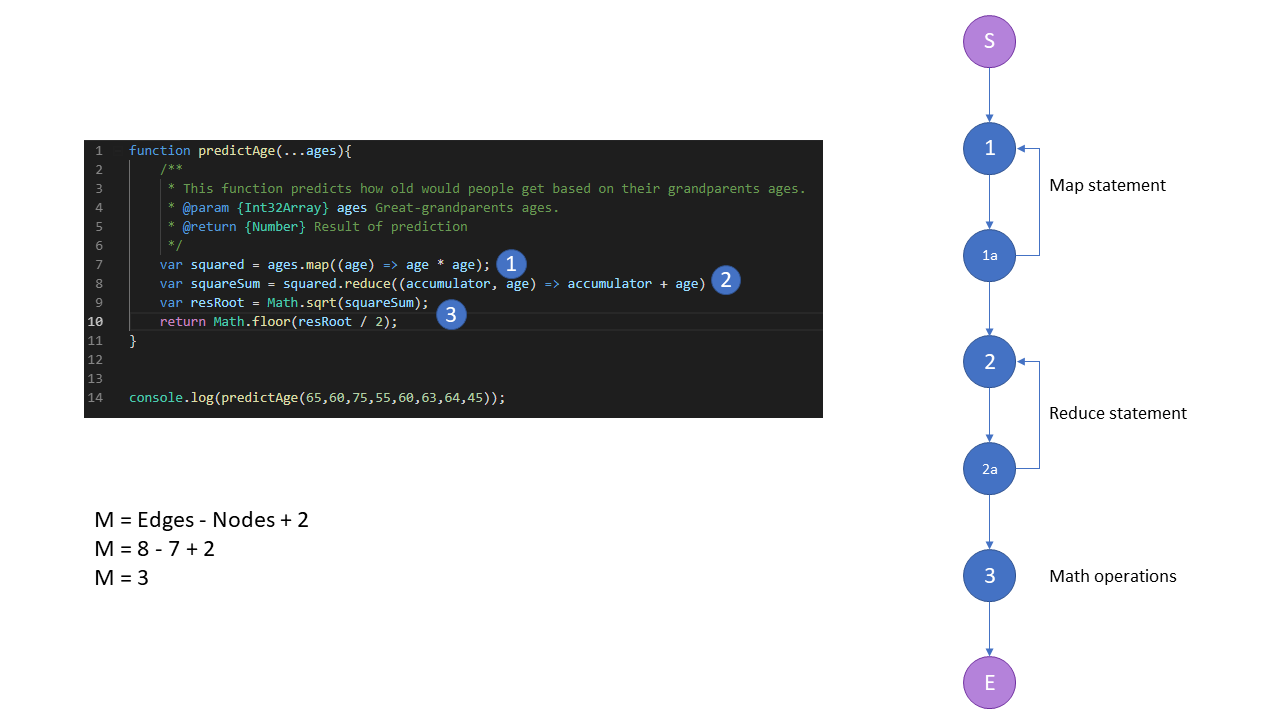 1 function predictAge(...ages){
2 /**
3 * This function predicts how old would people get based on their grandparents ages.
4 * @param {Int32Array} ages Great-grandparents ages.
5 * @return {Number} Result of prediction
6 */
7 var squared = ages.map((age) => age * age); 1
8 var squareSum = squared.reduce((accumulator, age) => accumulator + age) 2
9 var resRoot = Math.sqrt(squareSum);
10 return Math.floor(resRoot / 2); 3
11 }
12
13
14 console.log(predictAge(65,60,75,55,60,63,64,45));
M = Edges - Nodes + 2
M = 8 - 7 + 2
M = 3
S
1
Map statement
1a
2
Reduce statement
2a
3 Math operations
E